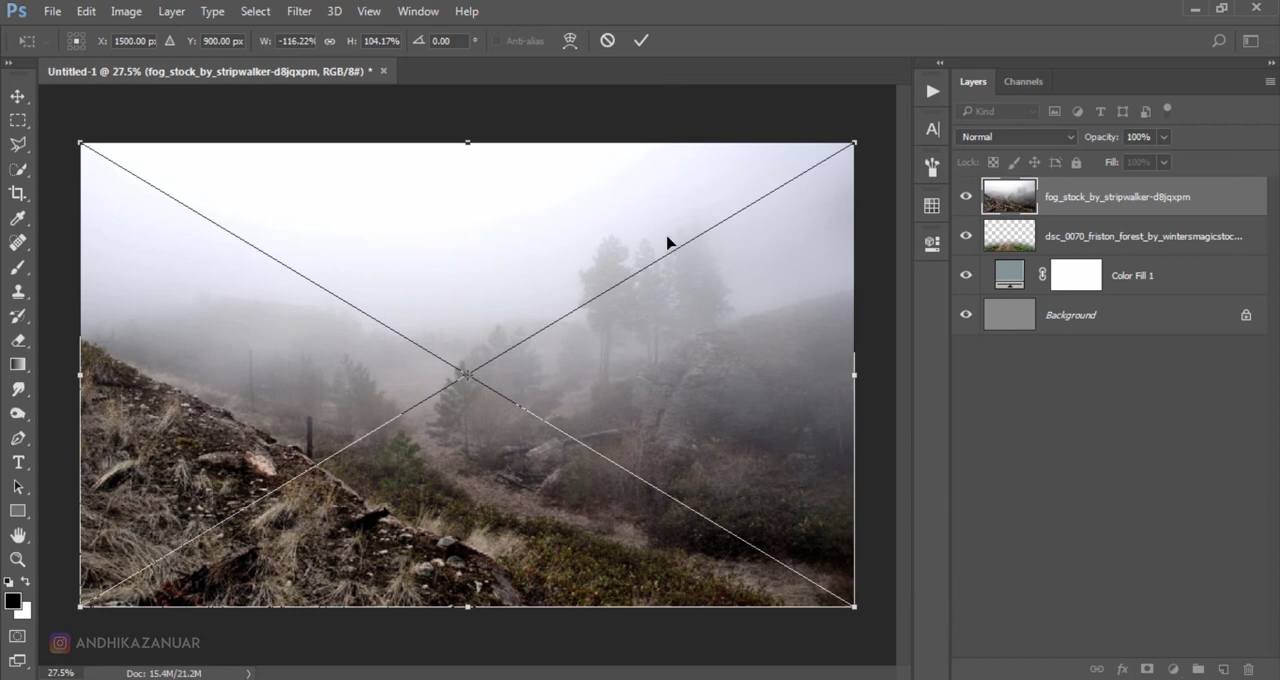 Ps File Edit Image Layer Type Select Filter 3D View Window Help
X: 1500.00 p Y: 900.00 px W: -116.22% H: 104.17% 0.00 ° Anti-alias
Untitled-1 @ 27.5% (fog_stock_by_stripwalker-d8jqxpm, RGB/8#) * ×
Layers Channels
Kind
Normal Opacity: 100%
Lock: Fill: 100%
fog_stock_by_stripwalker-d8jqxpm
dsc_0070_friston_forest_by_wintersmagicstoc...
Color Fill 1
Background
ANDHIKAZANUAR
27.5% Doc: 15.4M/21.2M